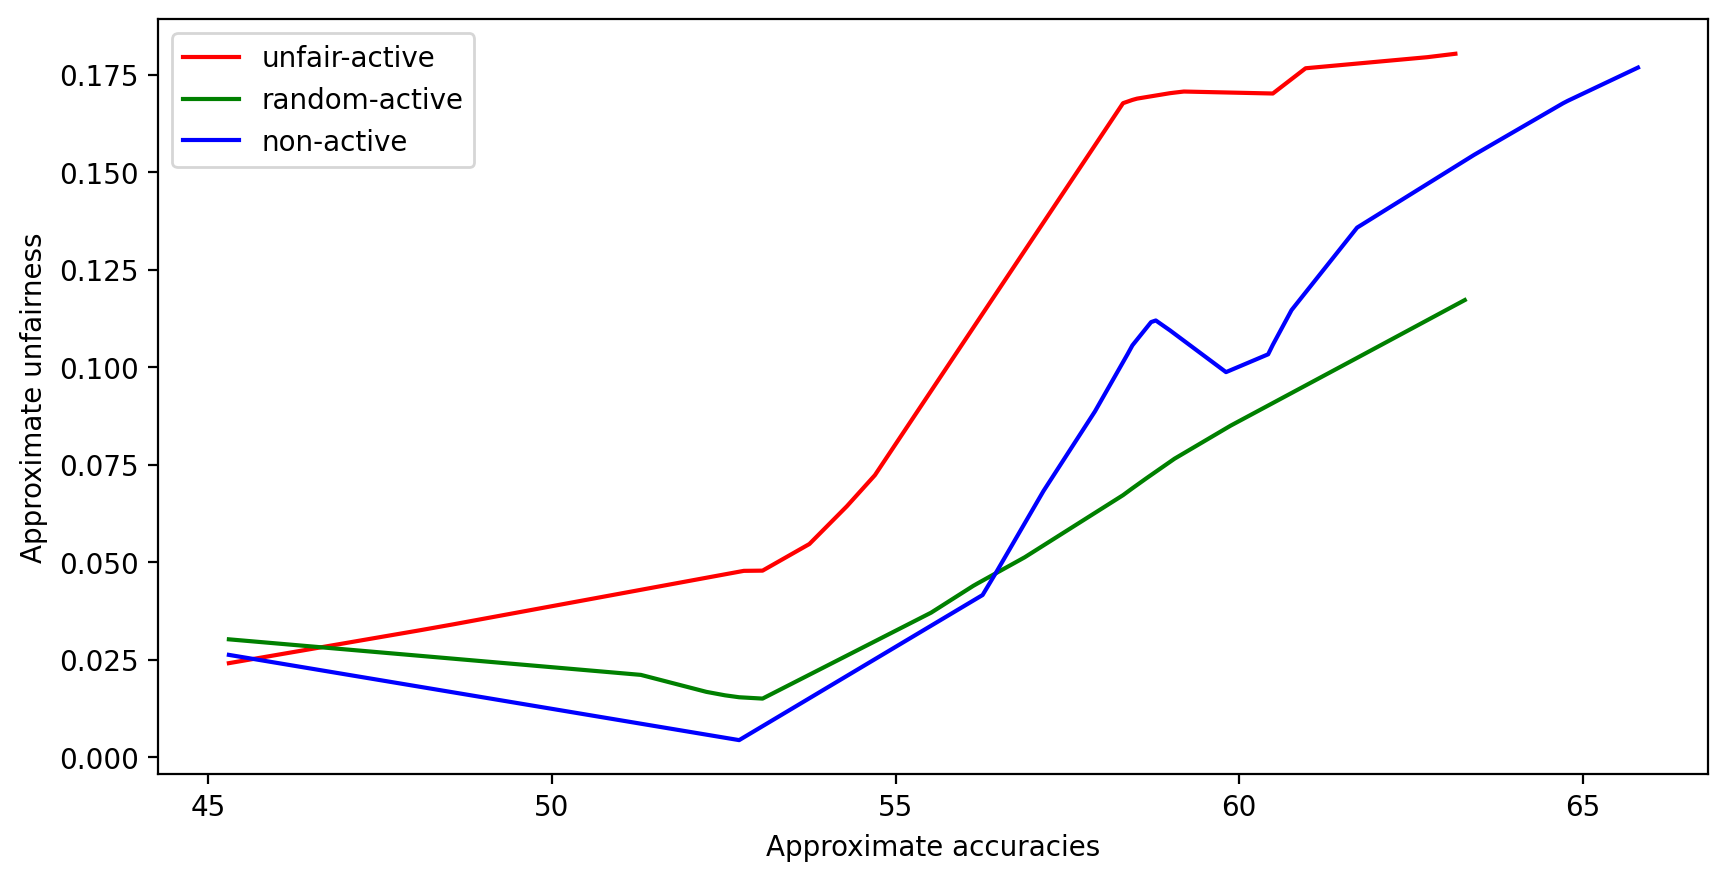 unfair-active
random-active
non-active
Approximate unfairness
0.175
0.150
0.125
0.100
0.075
0.050
0.025
0.000
45 50 55 60 65
Approximate accuracies